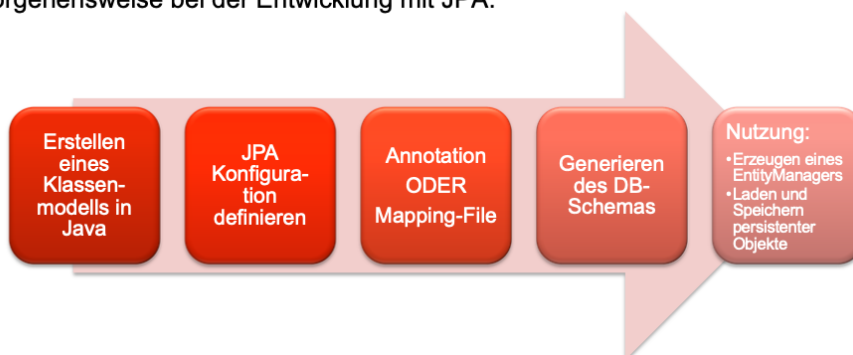 orgehensweise bei der Entwicklung mit JPA:
Erstellen
eines
Klassen-
modells in
Java
JPA
Konfigura-
tion
definieren
Annotation
ODER
Mapping-File
Generieren
des DB-
Schemas
Nutzung:
•Erzeugen eines
EntityManagers
•Laden und
Speichern
persistenter
Objekte